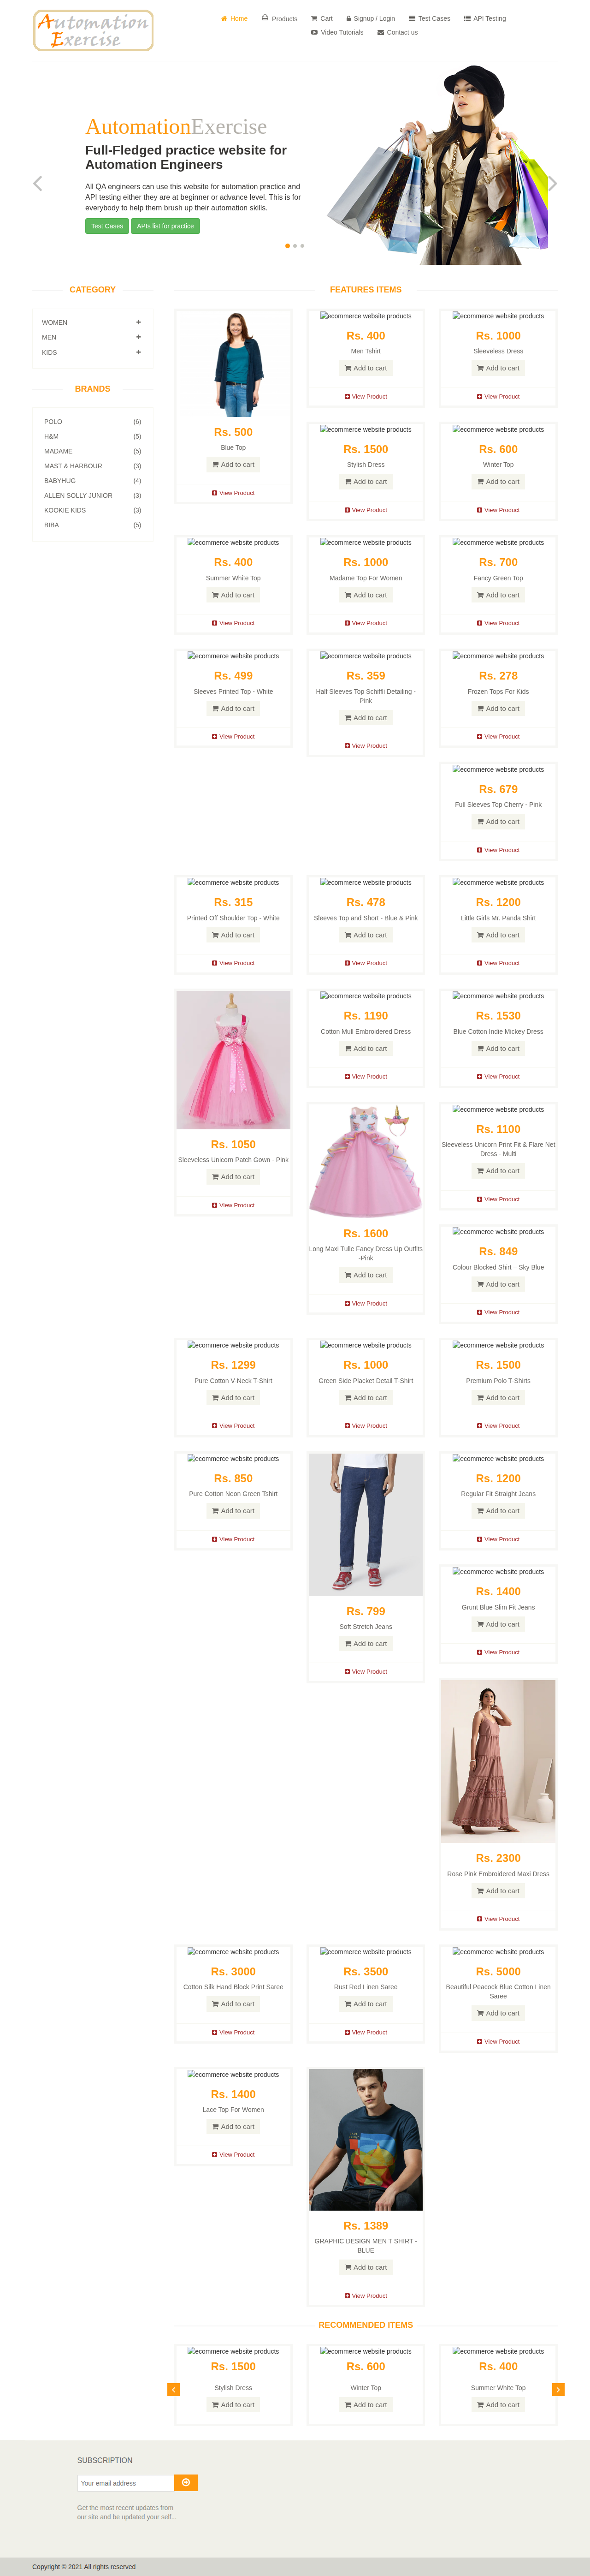 Automation
Exercise
Home
Products
Cart
Signup / Login
Test Cases
API Testing
Video Tutorials
Contact us
AutomationExercise
Full-Fledged practice website for
Automation Engineers
All QA engineers can use this website for automation practice and
API testing either they are at beginner or advance level. This is for
everybody to help them brush up their automation skills.
Test Cases
APIs list for practice
CATEGORY
WOMEN
MEN
KIDS
BRANDS
POLO (6)
H&M (5)
MADAME (5)
MAST & HARBOUR (3)
BABYHUG (4)
ALLEN SOLLY JUNIOR (3)
KOOKIE KIDS (3)
BIBA (5)
FEATURES ITEMS
Rs. 500
Blue Top
Add to cart
View Product
ecommerce website products
Rs. 400
Men Tshirt
Add to cart
View Product
ecommerce website products
Rs. 1000
Sleeveless Dress
Add to cart
View Product
ecommerce website products
Rs. 1500
Stylish Dress
Add to cart
View Product
ecommerce website products
Rs. 600
Winter Top
Add to cart
View Product
ecommerce website products
Rs. 400
Summer White Top
Add to cart
View Product
ecommerce website products
Rs. 1000
Madame Top For Women
Add to cart
View Product
ecommerce website products
Rs. 700
Fancy Green Top
Add to cart
View Product
ecommerce website products
Rs. 499
Sleeves Printed Top - White
Add to cart
View Product
ecommerce website products
Rs. 359
Half Sleeves Top Schiffli Detailing -
Pink
Add to cart
View Product
ecommerce website products
Rs. 278
Frozen Tops For Kids
Add to cart
View Product
ecommerce website products
Rs. 679
Full Sleeves Top Cherry - Pink
Add to cart
View Product
ecommerce website products
Rs. 315
Printed Off Shoulder Top - White
Add to cart
View Product
ecommerce website products
Rs. 478
Sleeves Top and Short - Blue & Pink
Add to cart
View Product
ecommerce website products
Rs. 1200
Little Girls Mr. Panda Shirt
Add to cart
View Product
Rs. 1050
Sleeveless Unicorn Patch Gown - Pink
Add to cart
View Product
ecommerce website products
Rs. 1190
Cotton Mull Embroidered Dress
Add to cart
View Product
ecommerce website products
Rs. 1530
Blue Cotton Indie Mickey Dress
Add to cart
View Product
Rs. 1600
Long Maxi Tulle Fancy Dress Up Outfits
-Pink
Add to cart
View Product
ecommerce website products
Rs. 1100
Sleeveless Unicorn Print Fit & Flare Net
Dress - Multi
Add to cart
View Product
ecommerce website products
Rs. 849
Colour Blocked Shirt – Sky Blue
Add to cart
View Product
ecommerce website products
Rs. 1299
Pure Cotton V-Neck T-Shirt
Add to cart
View Product
ecommerce website products
Rs. 1000
Green Side Placket Detail T-Shirt
Add to cart
View Product
ecommerce website products
Rs. 1500
Premium Polo T-Shirts
Add to cart
View Product
ecommerce website products
Rs. 850
Pure Cotton Neon Green Tshirt
Add to cart
View Product
Rs. 799
Soft Stretch Jeans
Add to cart
View Product
ecommerce website products
Rs. 1200
Regular Fit Straight Jeans
Add to cart
View Product
ecommerce website products
Rs. 1400
Grunt Blue Slim Fit Jeans
Add to cart
View Product
Rs. 2300
Rose Pink Embroidered Maxi Dress
Add to cart
View Product
ecommerce website products
Rs. 3000
Cotton Silk Hand Block Print Saree
Add to cart
View Product
ecommerce website products
Rs. 3500
Rust Red Linen Saree
Add to cart
View Product
ecommerce website products
Rs. 5000
Beautiful Peacock Blue Cotton Linen
Saree
Add to cart
View Product
ecommerce website products
Rs. 1400
Lace Top For Women
Add to cart
View Product
Rs. 1389
GRAPHIC DESIGN MEN T SHIRT -
BLUE
Add to cart
View Product
RECOMMENDED ITEMS
ecommerce website products
Rs. 1500
Stylish Dress
Add to cart
ecommerce website products
Rs. 600
Winter Top
Add to cart
ecommerce website products
Rs. 400
Summer White Top
Add to cart
SUBSCRIPTION
Your email address
Get the most recent updates from
our site and be updated your self...
Copyright © 2021 All rights reserved